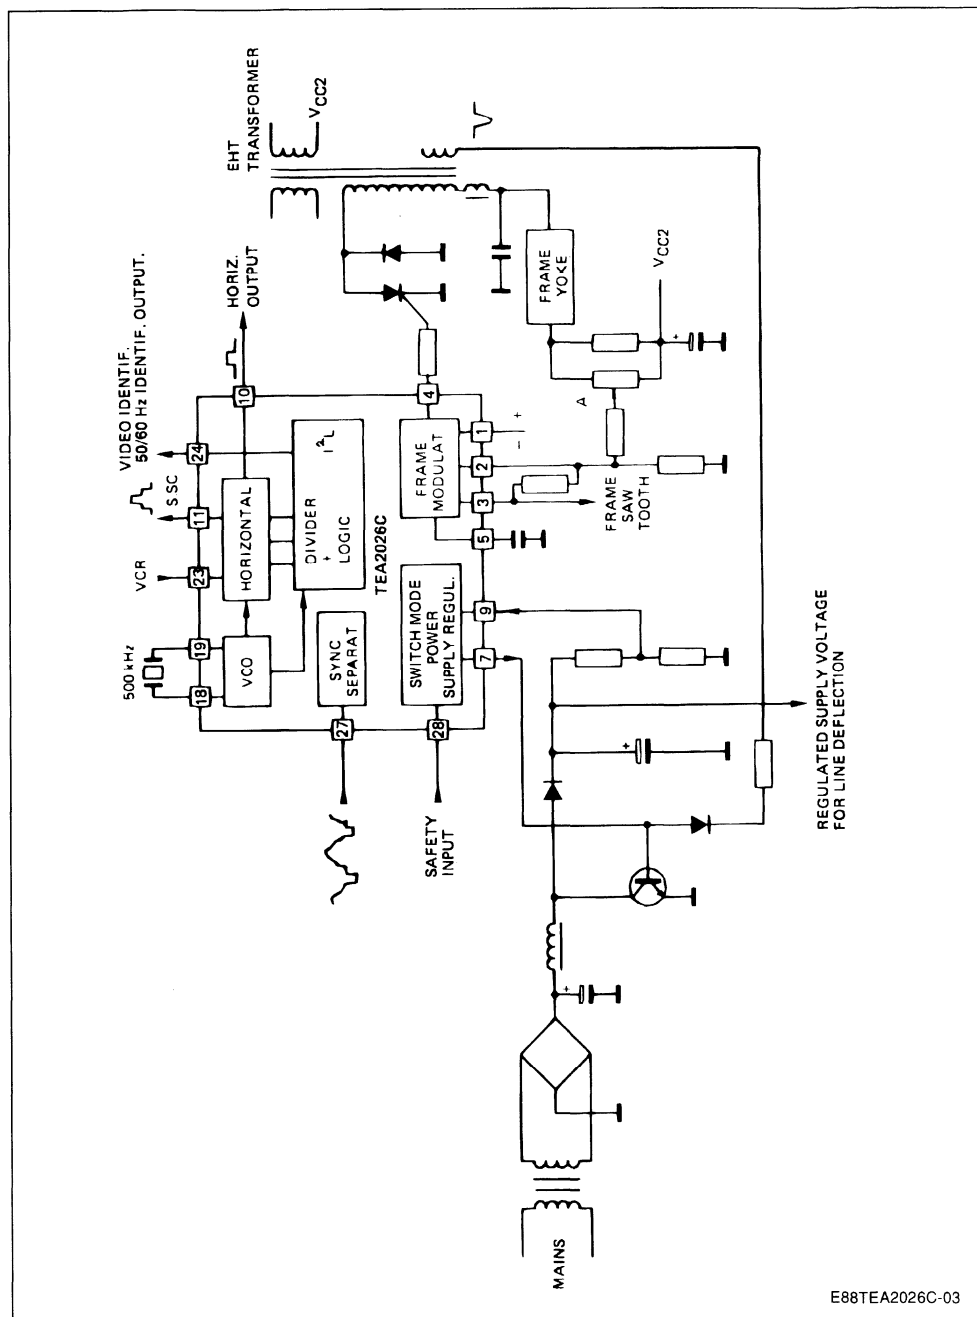 EHT
TRANSFORMER
VCC2
VIDEO IDENTIF.
50/60 Hz IDENTIF. OUTPUT.
HORIZ.
OUTPUT
S SC
VCR
500 kHz
10
24
11
23
19
18
HORIZONTAL
VCO
DIVIDER
+
LOGIC
I²L
TEA2026C
SYNC
SEPARAT
27
SWITCH MODE
POWER
SUPPLY REGUL.
28
SAFETY
INPUT
7
9
FRAME
MODULAT
4
1
2
3
5
- +
FRAME
SAW
TOOTH
A
FRAME
YOKE
VCC2
+
+
+
REGULATED SUPPLY VOLTAGE
FOR LINE DEFLECTION
MAINS
E88TEA2026C-03